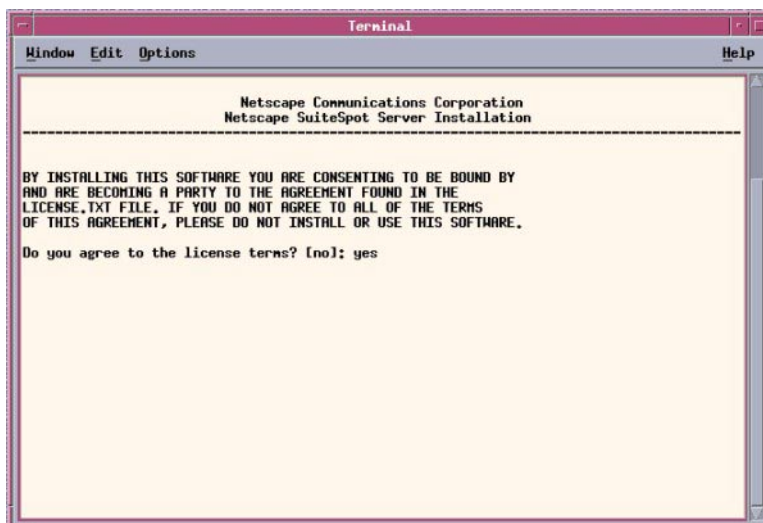 Terminal
Window Edit Options Help
Netscape Communications Corporation
Netscape SuiteSpot Server Installation
BY INSTALLING THIS SOFTWARE YOU ARE CONSENTING TO BE BOUND BY
AND ARE BECOMING A PARTY TO THE AGREEMENT FOUND IN THE
LICENSE.TXT FILE. IF YOU DO NOT AGREE TO ALL OF THE TERMS
OF THIS AGREEMENT, PLEASE DO NOT INSTALL OR USE THIS SOFTWARE.
Do you agree to the license terms? [no]: yes